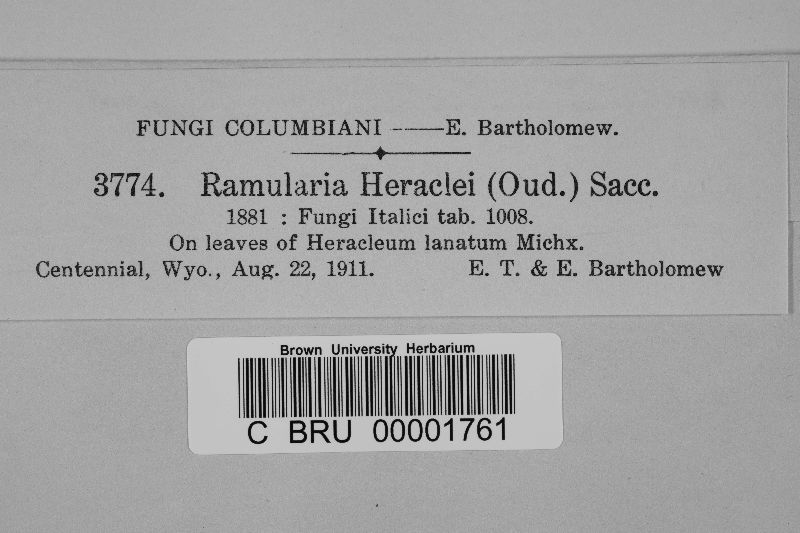 FUNGI COLUMBIANI ——E. Bartholomew.
3774. Ramularia Heraclei (Oud.) Sacc.
1881 : Fungi Italici tab. 1008.
On leaves of Heracleum lanatum Michx.
Centennial, Wyo., Aug. 22, 1911. E. T. & E. Bartholomew
Brown University Herbarium
C BRU 00001761